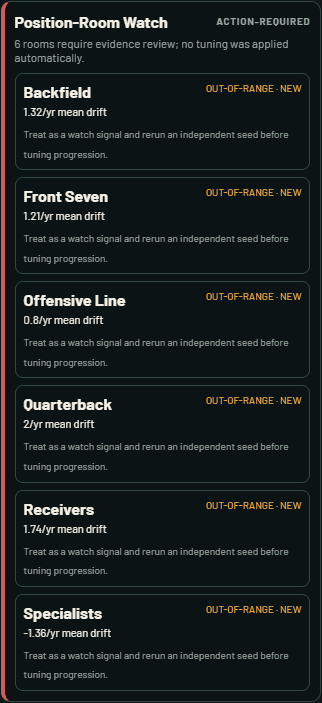 Position-Room Watch
ACTION-REQUIRED
6 rooms require evidence review; no tuning was applied
automatically.
Backfield
OUT-OF-RANGE · NEW
1.32/yr mean drift
Treat as a watch signal and rerun an independent seed before
tuning progression.
Front Seven
OUT-OF-RANGE · NEW
1.21/yr mean drift
Treat as a watch signal and rerun an independent seed before
tuning progression.
Offensive Line
OUT-OF-RANGE · NEW
0.8/yr mean drift
Treat as a watch signal and rerun an independent seed before
tuning progression.
Quarterback
OUT-OF-RANGE · NEW
2/yr mean drift
Treat as a watch signal and rerun an independent seed before
tuning progression.
Receivers
OUT-OF-RANGE · NEW
1.74/yr mean drift
Treat as a watch signal and rerun an independent seed before
tuning progression.
Specialists
OUT-OF-RANGE · NEW
-1.36/yr mean drift
Treat as a watch signal and rerun an independent seed before
tuning progression.